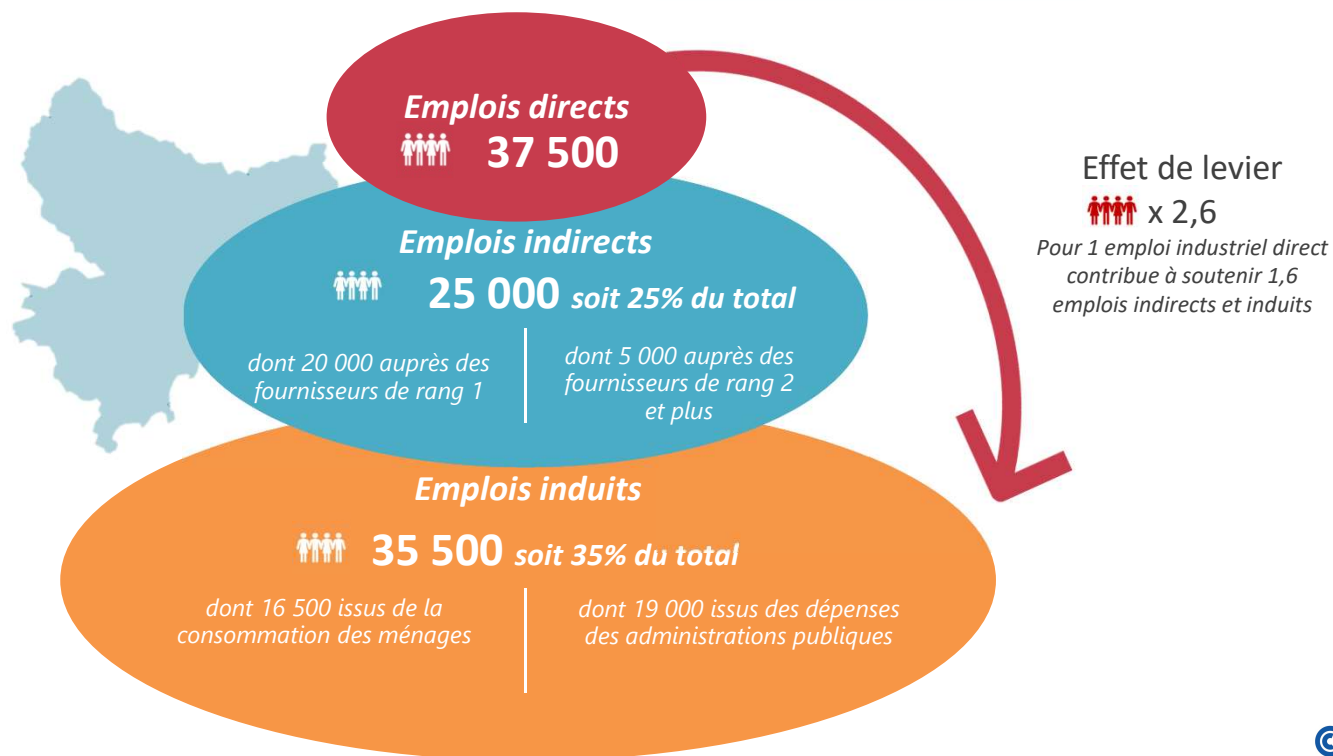 Emplois directs
37 500
Emplois indirects
25 000 soit 25% du total
dont 20 000 auprès des
fournisseurs de rang 1
dont 5 000 auprès des
fournisseurs de rang 2
et plus
Emplois induits
35 500 soit 35% du total
dont 16 500 issus de la
consommation des ménages
dont 19 000 issus des dépenses
des administrations publiques
Effet de levier
x 2,6
Pour 1 emploi industriel direct
contribue à soutenir 1,6
emplois indirects et induits